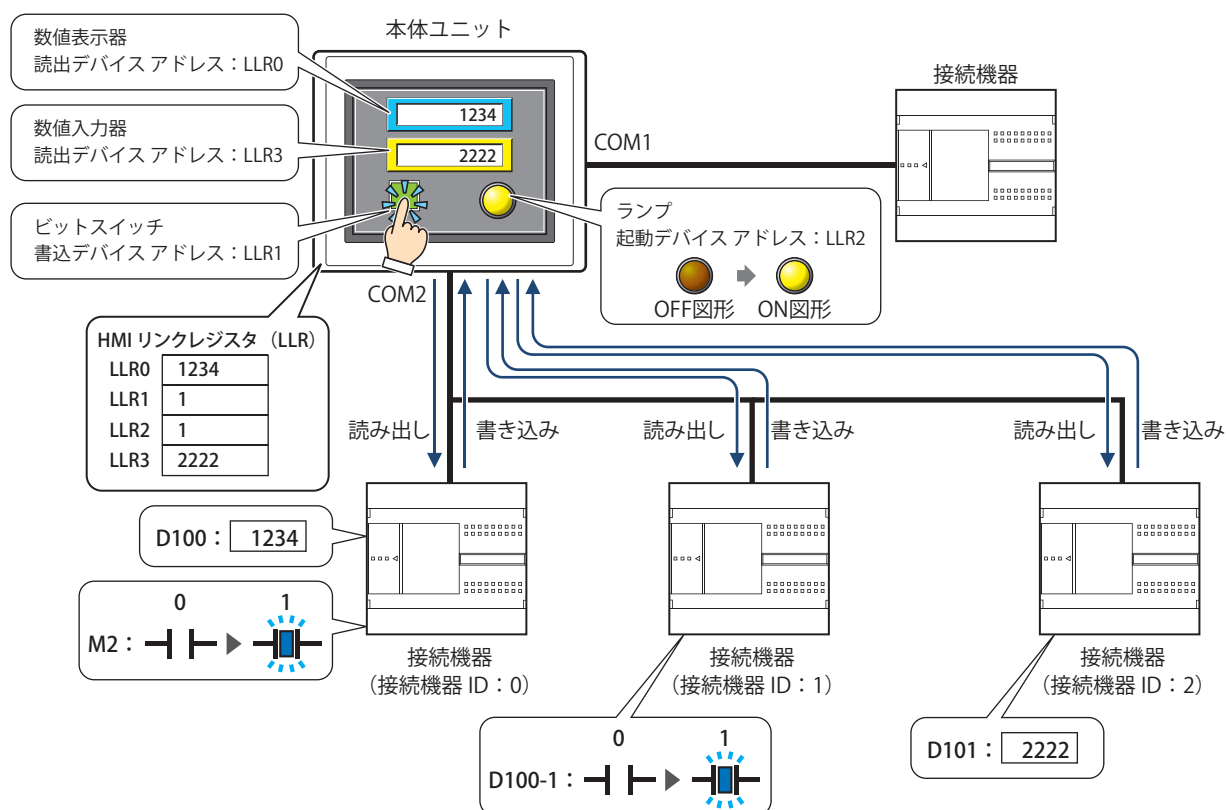 本体ユニット
数値表示器
読出デバイス アドレス：LLR0
数値入力器
読出デバイス アドレス：LLR3
ビットスイッチ
書込デバイス アドレス：LLR1
1234
2222
COM1
接続機器
ランプ
起動デバイス アドレス：LLR2
OFF図形
ON図形
COM2
HMI リンクレジスタ （LLR）
LLR0 1234
LLR1 1
LLR2 1
LLR3 2222
読み出し
書き込み
読み出し
書き込み
読み出し
書き込み
D100： 1234
0 1
M2：
接続機器
（接続機器 ID：0）
接続機器
（接続機器 ID：1）
接続機器
（接続機器 ID：2）
0 1
D100-1：
D101： 2222